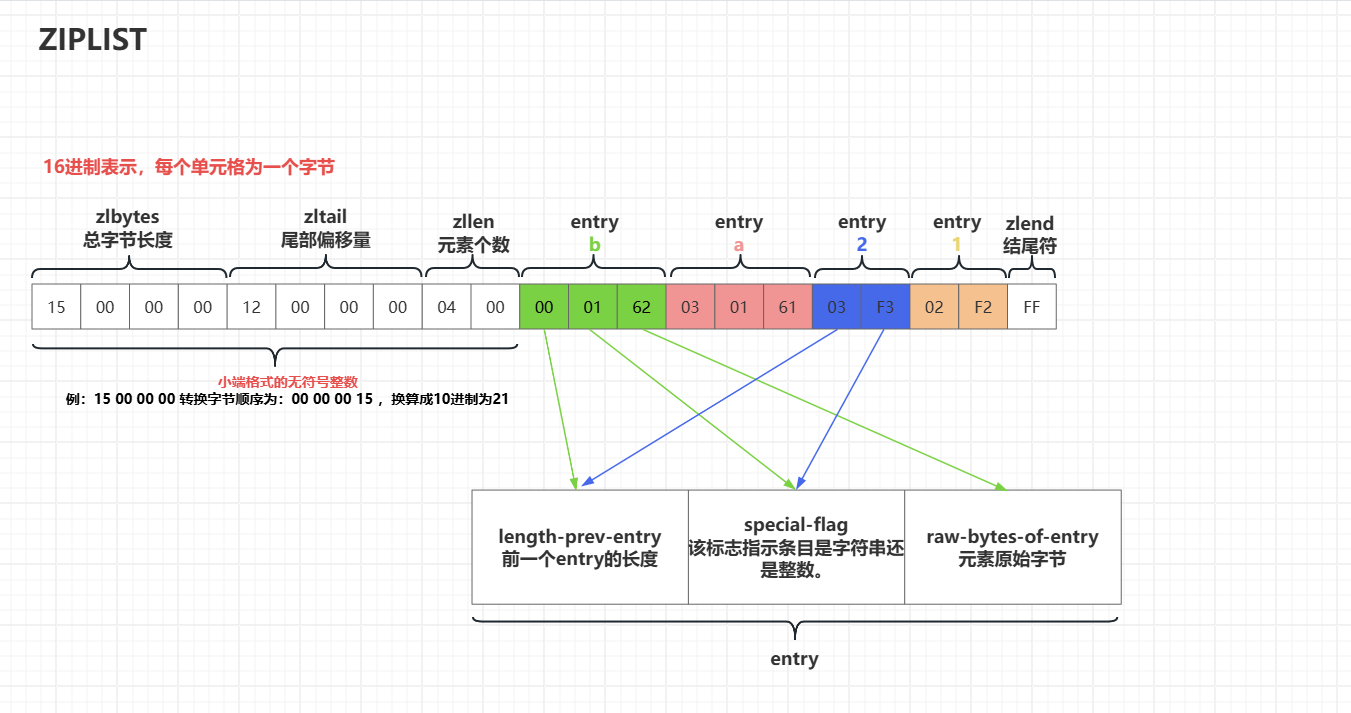 ZIPLIST
16进制表示，每个单元格为一个字节
zlbytes
总字节长度
zltail
尾部偏移量
zllen
元素个数
entry
b
entry
a
entry
2
entry
1
zlend
结尾符
15 00 00 00 12 00 00 00 04 00 00 01 62 03 01 61 03 F3 02 F2 FF
小端格式的无符号整数
例：15 00 00 00 转换字节顺序为：00 00 00 15 ，换算成10进制为21
length-prev-entry
前一个entry的长度
special-flag
该标志指示条目是字符串还
是整数。
raw-bytes-of-entry
元素原始字节
entry